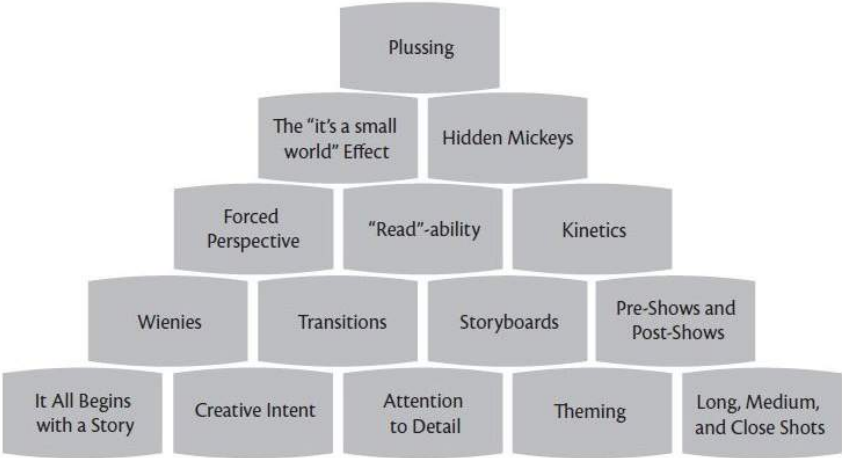 Plussing
The “it’s a small
world” Effect
Hidden Mickeys
Forced
Perspective
“Read”-ability
Kinetics
Wienies
Transitions
Storyboards
Pre-Shows and
Post-Shows
It All Begins
with a Story
Creative Intent
Attention
to Detail
Theming
Long, Medium,
and Close Shots